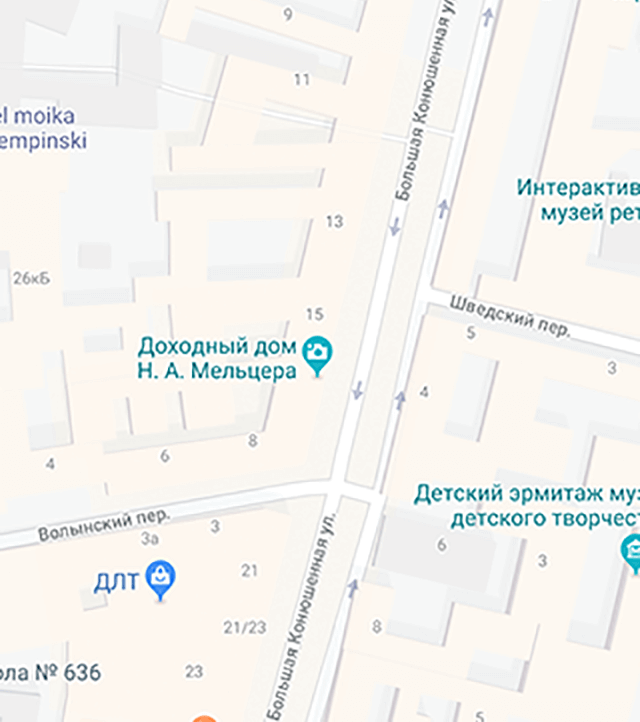 9
11
el moika
empinski
Большая Конюшенная ул
Интерактив
музей рет
13
26кБ
15
Шведский пер.
5
3
Доходный дом
Н. А. Мельцера
4
8
6
4
Детский эрмитаж муз
детского творчест
Волынский пер.
3
3а
6
3
21
ДЛТ
21/23
8
Большая Конюшенная ул.
ола № 636
23
5